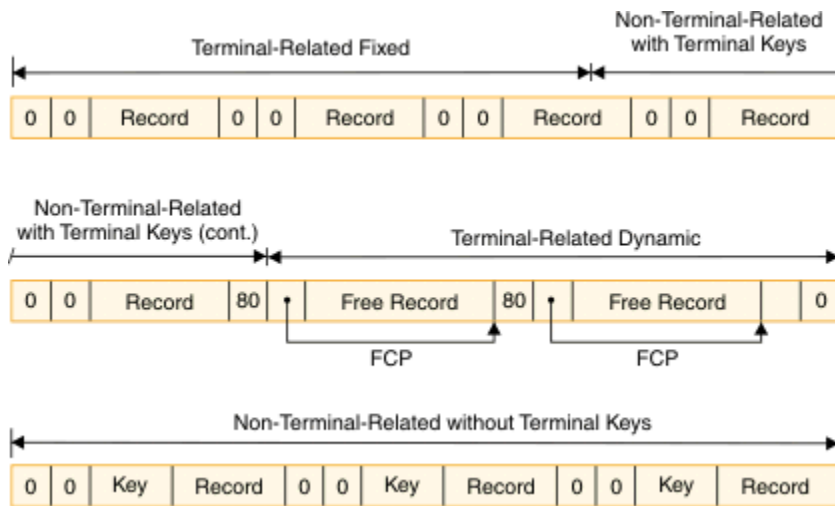 Terminal-Related Fixed
Non-Terminal-Related
with Terminal Keys
0 0 Record 0 0 Record 0 0 Record 0 0 Record
Non-Terminal-Related
with Terminal Keys (cont.)
Terminal-Related Dynamic
0 0 Record 80 Free Record 80 Free Record 0
FCP FCP
Non-Terminal-Related without Terminal Keys
0 0 Key Record 0 0 Key Record 0 0 Key Record